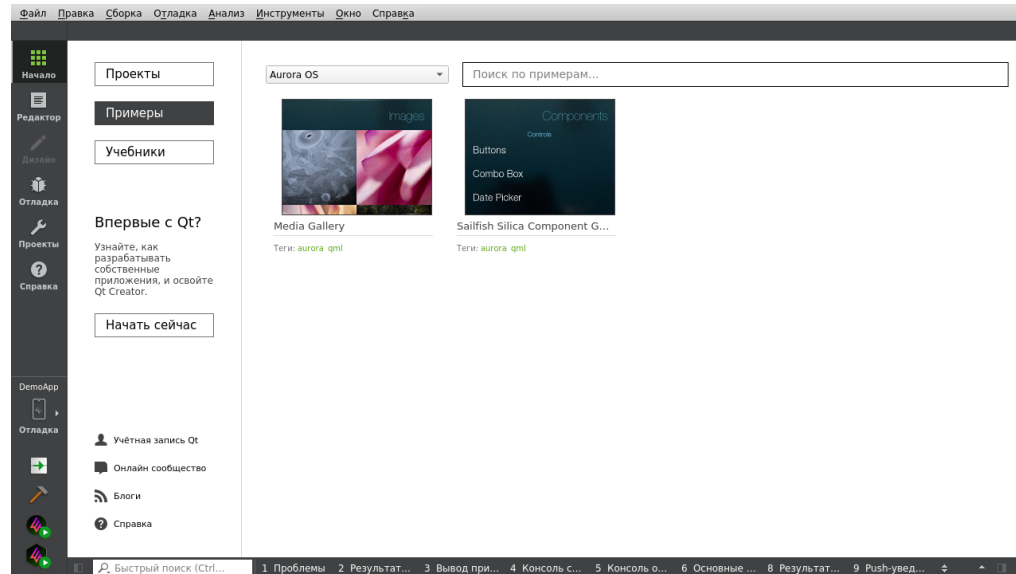 Файл Правка Сборка Отладка Анализ Инструменты Окно Справка
Начало
Редактор
Дизайн
Отладка
Проекты
Справка
DemoApp
Отладка
Проекты
Примеры
Учебники
Впервые с Qt?
Узнайте, как
разрабатывать
собственные
приложения, и освойте
Qt Creator.
Начать сейчас
Учётная запись Qt
Онлайн сообщество
Блоги
Справка
Aurora OS
Поиск по примерам...
Images
Media Gallery
Теги: aurora qml
Components
Controls
Buttons
Combo Box
Date Picker
Sailfish Silica Component G...
Теги: aurora qml
Быстрый поиск (Ctrl... 1 Проблемы 2 Результат... 3 Вывод при... 4 Консоль с... 5 Консоль о... 6 Основные ... 8 Результат... 9 Push-увед...